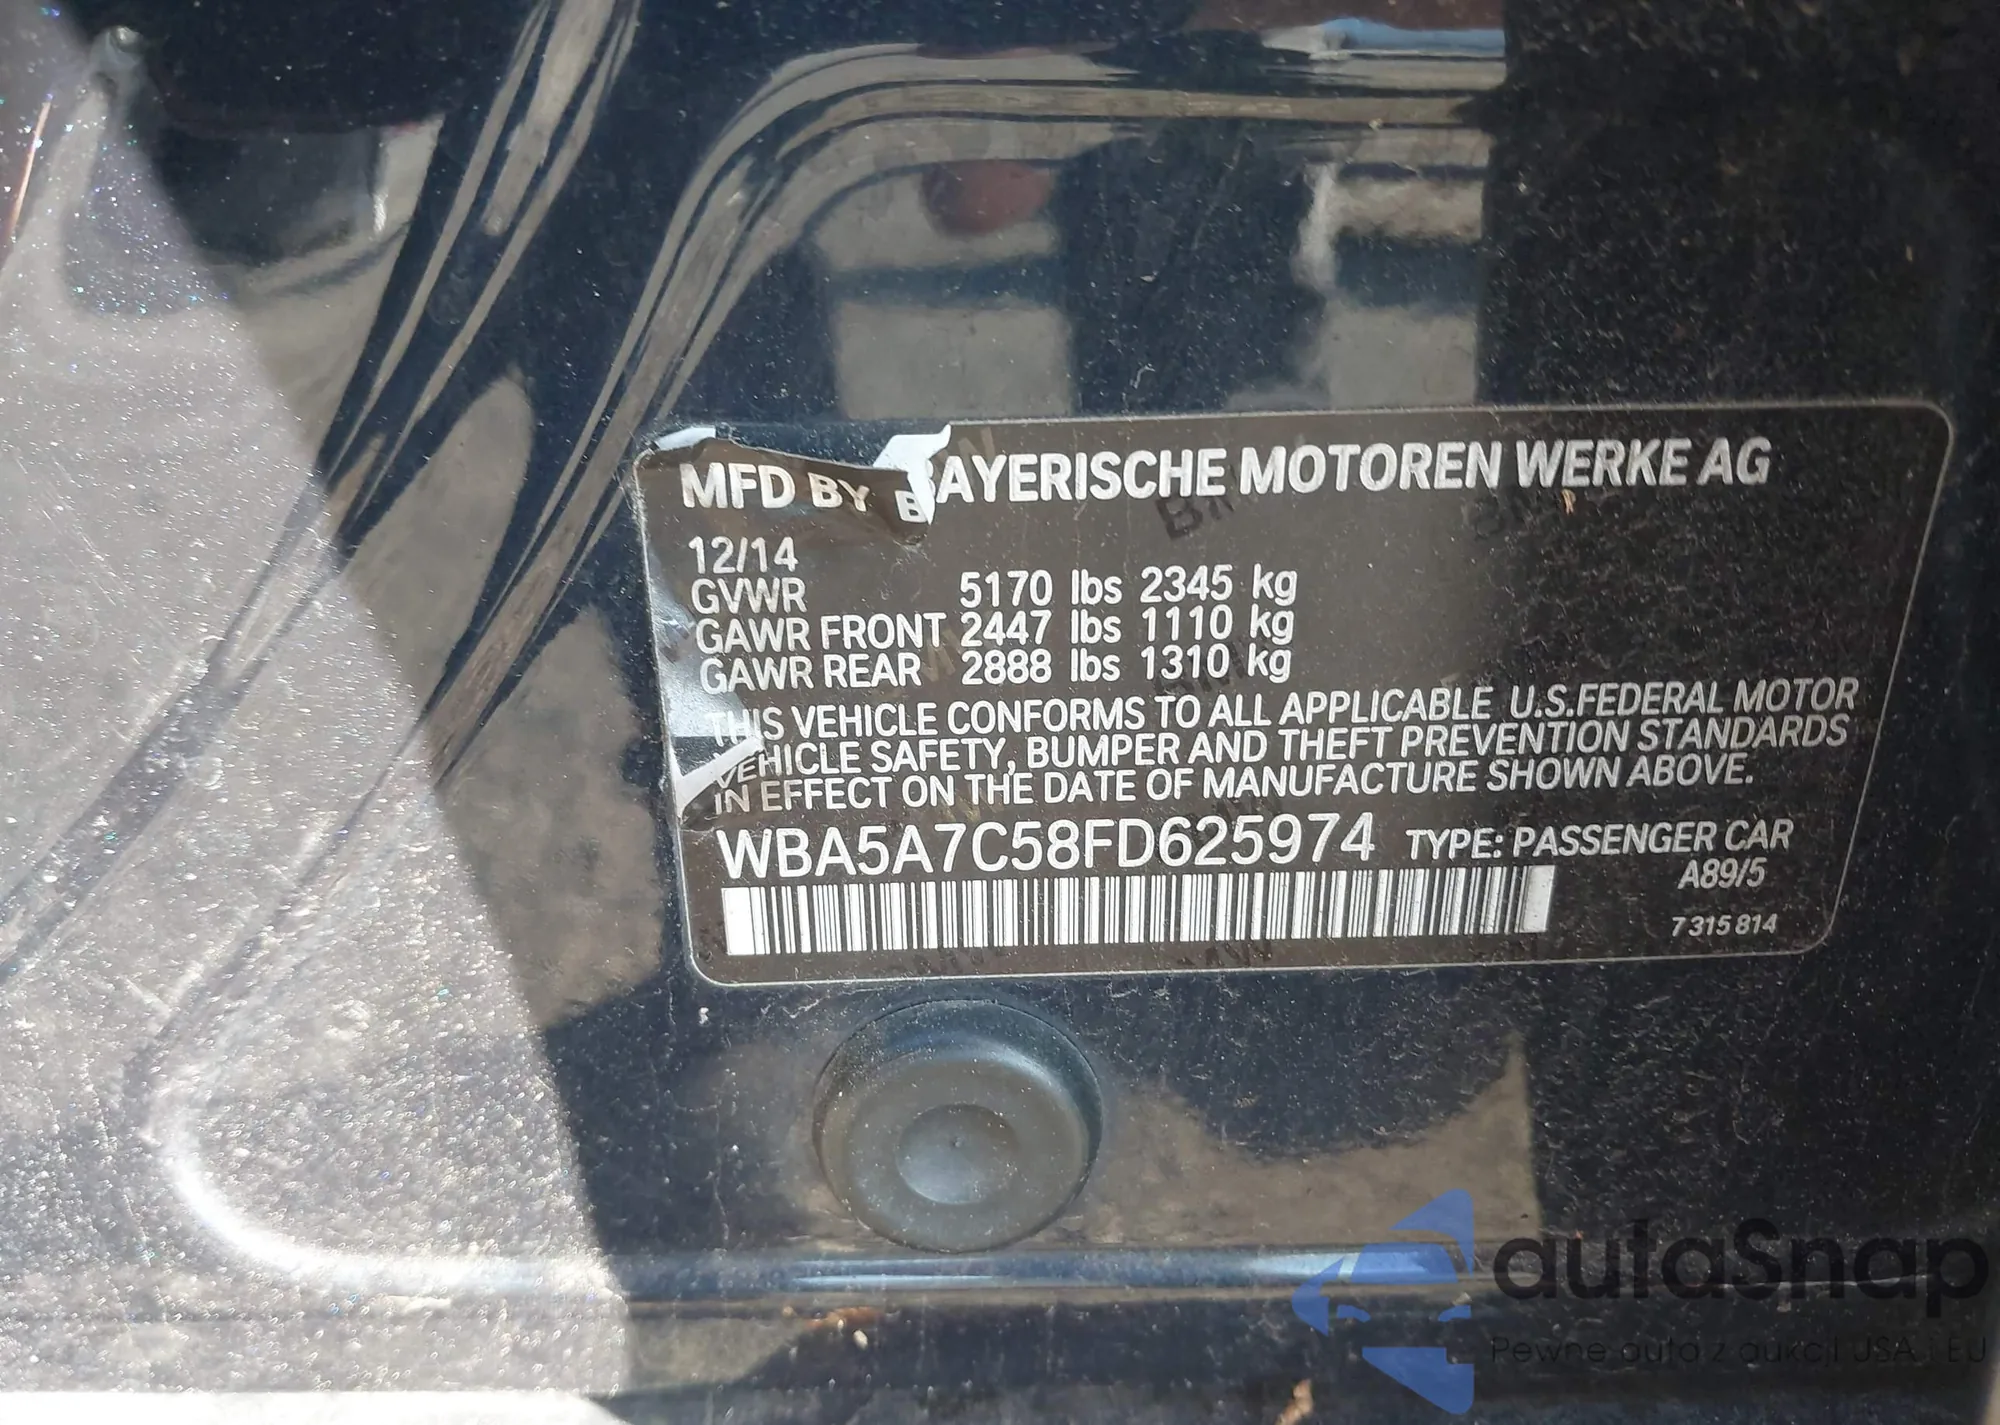 MFD BY BAYERISCHE MOTOREN WERKE AG
12/14
GVWR 5170 lbs 2345 kg
GAWR FRONT 2447 lbs 1110 kg
GAWR REAR 2888 lbs 1310 kg
THIS VEHICLE CONFORMS TO ALL APPLICABLE U.S.FEDERAL MOTOR
VEHICLE SAFETY, BUMPER AND THEFT PREVENTION STANDARDS
IN EFFECT ON THE DATE OF MANUFACTURE SHOWN ABOVE.
WBA5A7C58FD625974 TYPE: PASSENGER CAR
A89/5
7 315 814
autaSnap
Pewne auta z aukcji USA i EU